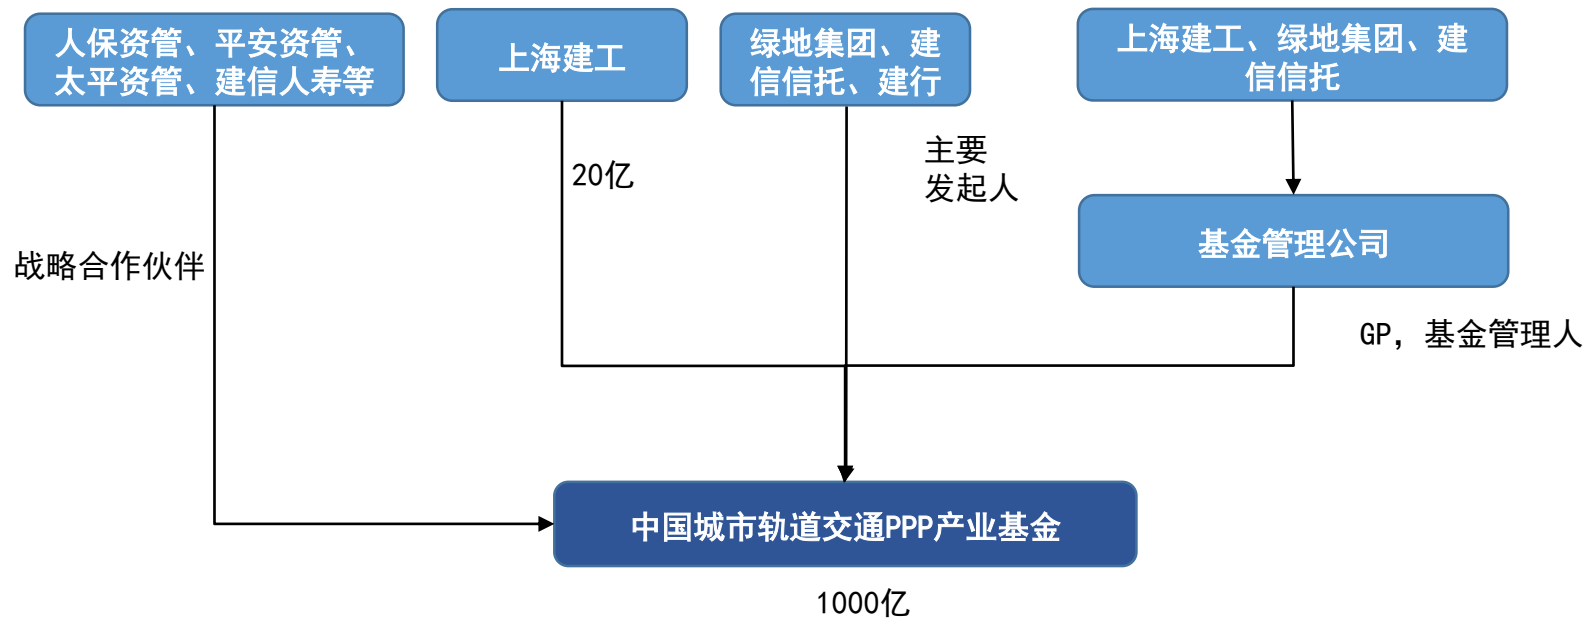 人保资管、平安资管、
太平资管、建信人寿等
上海建工
绿地集团、建
信信托、建行
上海建工、绿地集团、建
信信托
20亿
主要
发起人
基金管理公司
战略合作伙伴
GP，基金管理人
中国城市轨道交通PPP产业基金
1000亿